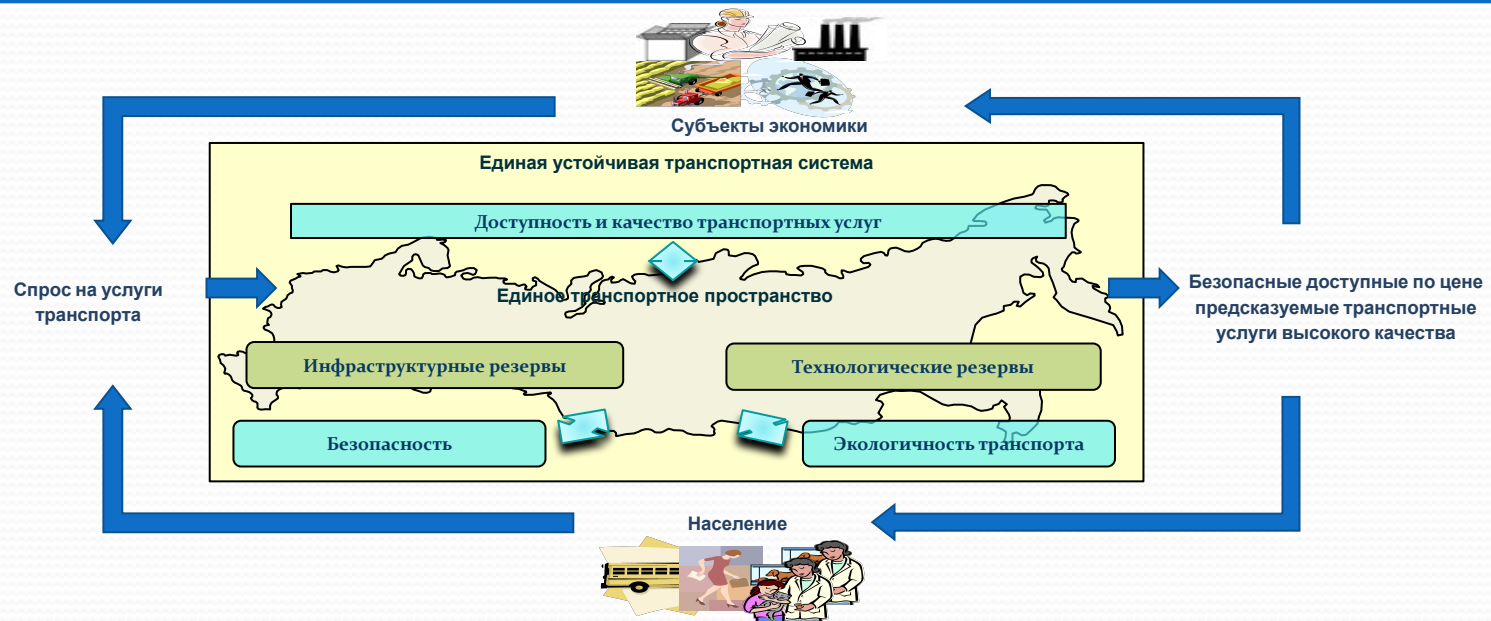 Субъекты экономики
Единая устойчивая транспортная система
Доступность и качество транспортных услуг
Спрос на услуги
транспорта
Единое транспортное пространство
Безопасные доступные по цене
предсказуемые транспортные
услуги высокого качества
Инфраструктурные резервы
Технологические резервы
Безопасность
Экологичность транспорта
Население